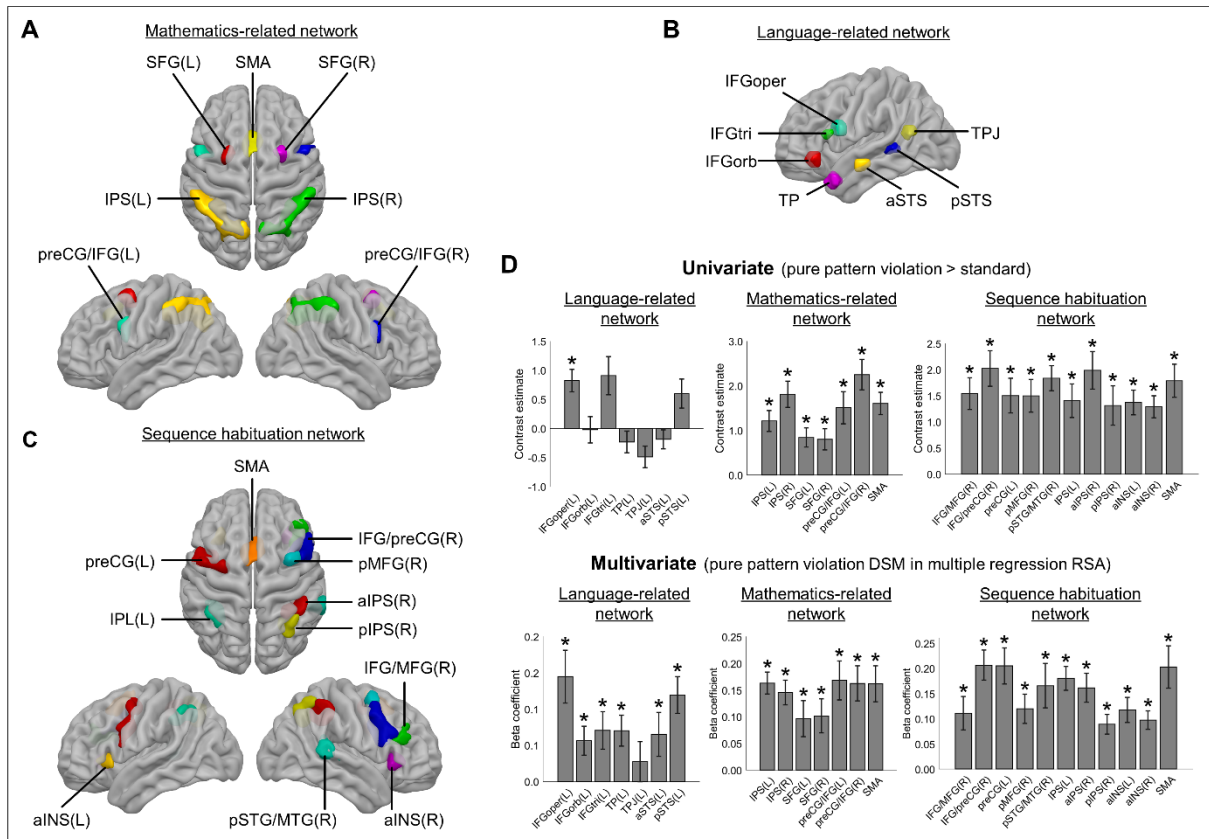 A
Mathematics-related network
SFG(L)
SMA
SFG(R)
IPS(L)
IPS(R)
preCG/IFG(L)
preCG/IFG(R)
B
Language-related network
IFGoper
IFGtri
IFGorb
TP
aSTS
pSTS
TPJ
C
Sequence habituation network
SMA
preCG(L)
IPL(L)
IFG/preCG(R)
pMFG(R)
aIPS(R)
pIPS(R)
IFG/MFG(R)
aINS(L)
pSTG/MTG(R)
aINS(R)
D
Univariate (pure pattern violation > standard)
Language-related
network
Contrast estimate
1.5
1.0
0.5
0.0
-0.5
-1.0
IFGoper(L)
IFGorb(L)
IFGtri(L)
TP(L)
TPJ(L)
aSTS(L)
pSTS(L)
*
Mathematics-related
network
Contrast estimate
3.0
2.0
1.0
0.0
IPS(L)
IPS(R)
SFG(L)
SFG(R)
preCG/IFG(L)
preCG/IFG(R)
SMA
* * * * * * *
Sequence habituation
network
Contrast estimate
2.5
2.0
1.5
1.0
0.5
0.0
IFG/MFG(R)
IFG/preCG(R)
preCG(L)
pMFG(R)
pSTG/MTG(R)
IPS(L)
aIPS(R)
pIPS(R)
aINS(L)
aINS(R)
SMA
* * * * * * * * * * *
Multivariate (pure pattern violation DSM in multiple regression RSA)
Language-related
network
Beta coefficient
0.2
0.2
0.1
0.1
0.0
IFGoper(L)
IFGorb(L)
IFGtri(L)
TP(L)
TPJ(L)
aSTS(L)
pSTS(L)
* * * * * *
Mathematics-related
network
Beta coefficient
0.25
0.20
0.15
0.10
0.05
0.00
IPS(L)
IPS(R)
SFG(L)
SFG(R)
preCG/IFG(L)
preCG/IFG(R)
SMA
* * * * * * *
Sequence habituation
network
Beta coefficient
0.25
0.20
0.15
0.10
0.05
0.00
IFG/MFG(R)
IFG/preCG(R)
preCG(L)
pMFG(R)
pSTG/MTG(R)
IPS(L)
aIPS(R)
pIPS(R)
aINS(L)
aINS(R)
SMA
* * * * * * * * * * *